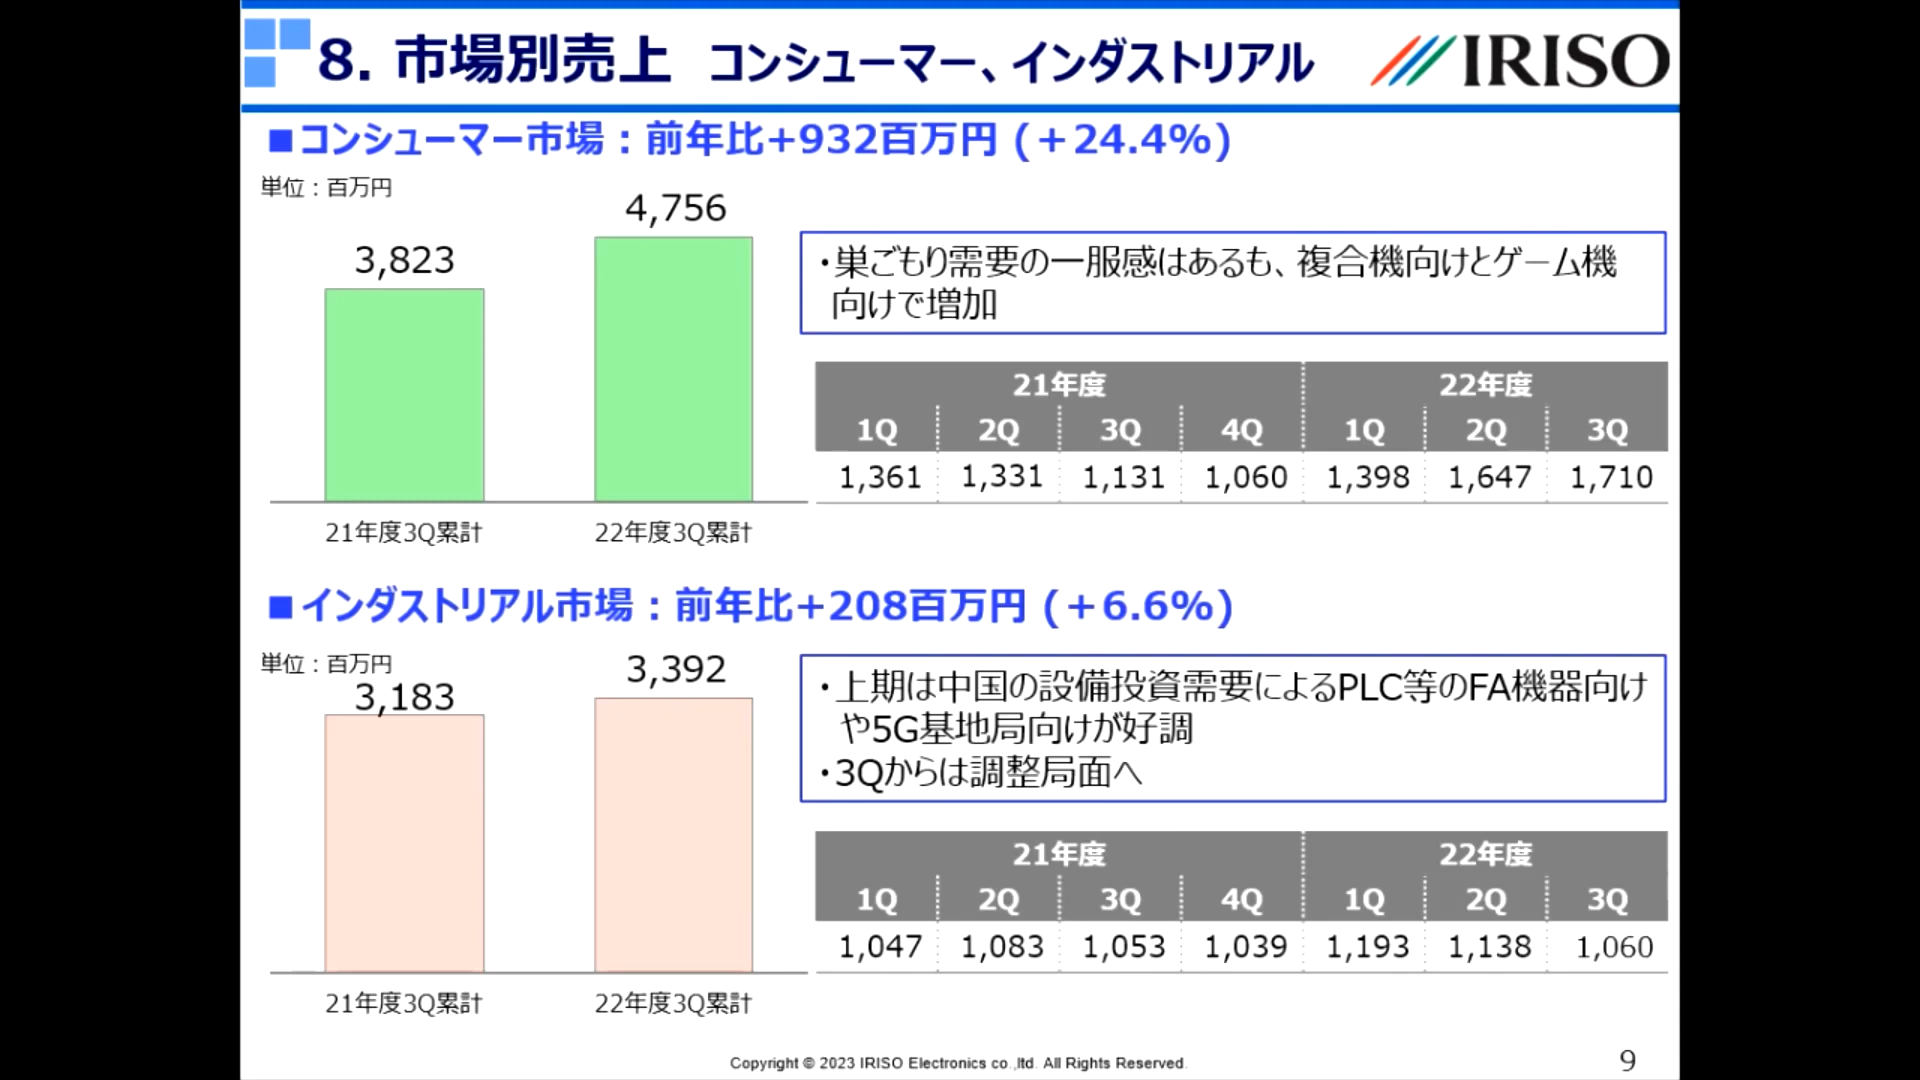 8. 市場別売上 コンシューマー、インダストリアル
IRISO
■コンシューマー市場：前年比+932百万円 (＋24.4%)
単位：百万円
3,823
4,756
21年度3Q累計
22年度3Q累計
・巣ごもり需要の一服感はあるも、複合機向けとゲーム機
向けで増加
21年度 22年度
1Q 2Q 3Q 4Q 1Q 2Q 3Q
1,361 1,331 1,131 1,060 1,398 1,647 1,710
■インダストリアル市場：前年比+208百万円 (＋6.6%)
単位：百万円
3,183
3,392
21年度3Q累計
22年度3Q累計
・上期は中国の設備投資需要によるPLC等のFA機器向け
や5G基地局向けが好調
・3Qからは調整局面へ
21年度 22年度
1Q 2Q 3Q 4Q 1Q 2Q 3Q
1,047 1,083 1,053 1,039 1,193 1,138 1,060
Copyright © 2023 IRISO Electronics co.,ltd. All Rights Reserved.
9